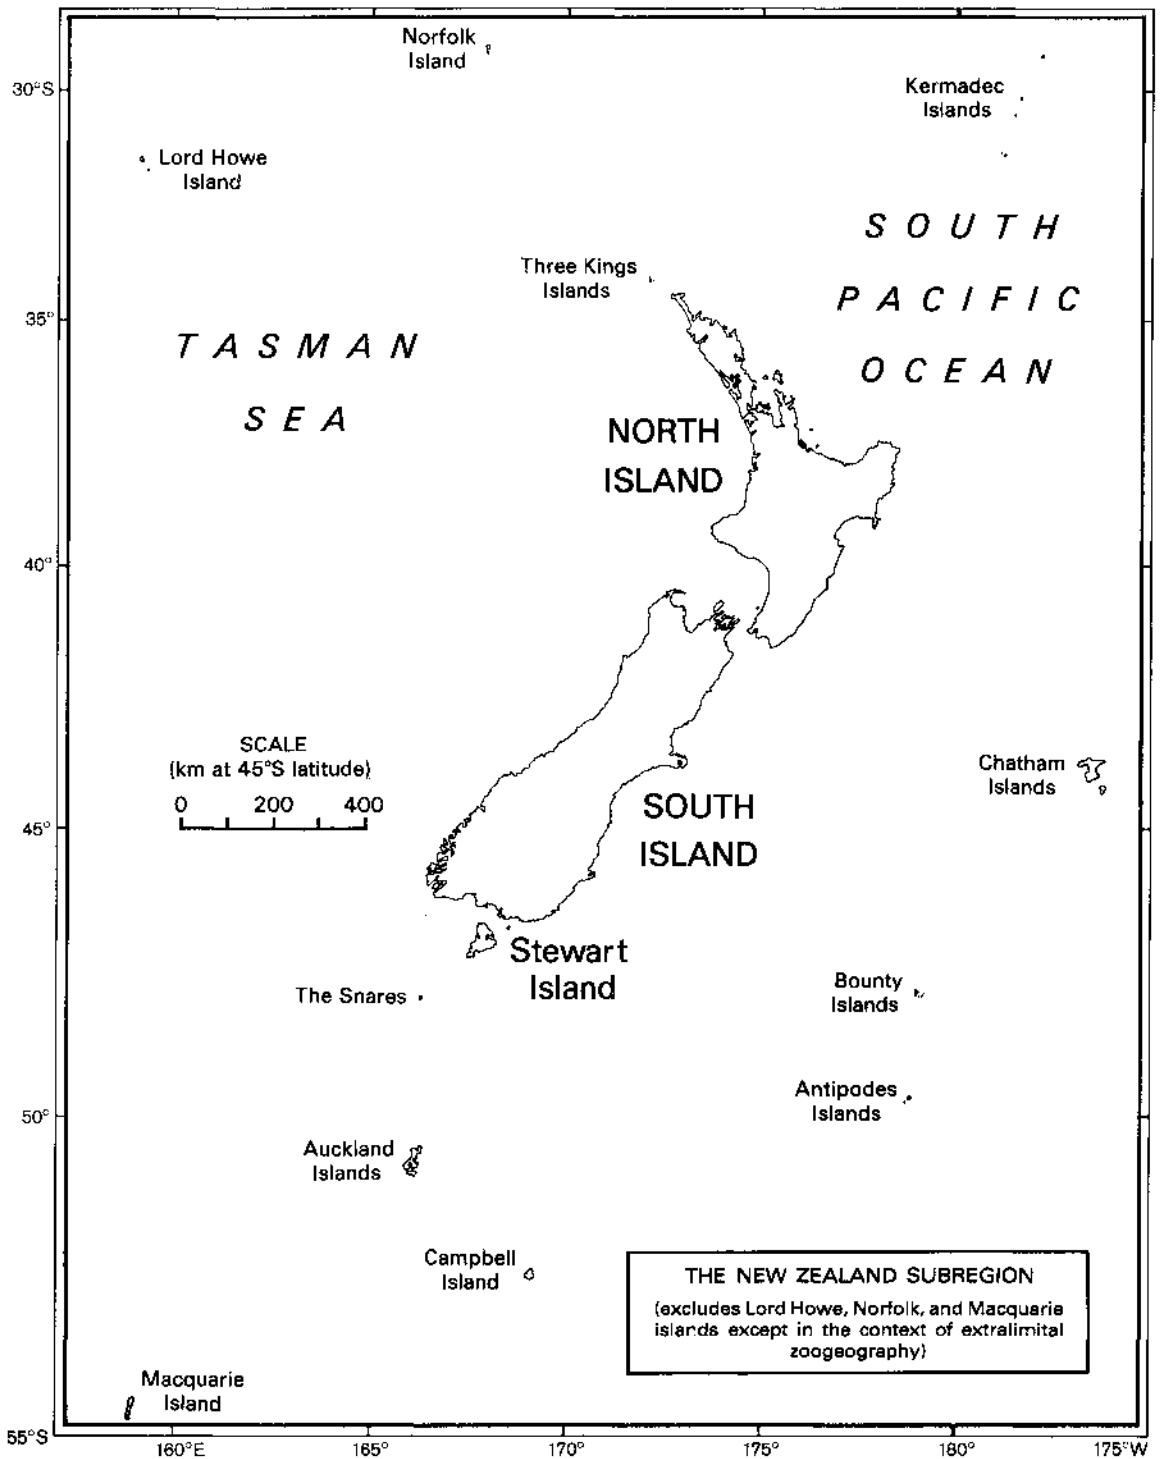 Norfolk
Island
30°S
Kermadec
Islands
Lord Howe
Island
SOUTH
PACIFIC
OCEAN
Three Kings
Islands
35°
TASMAN
SEA
NORTH
ISLAND
40°
SCALE
(km at 45°S latitude)
0 200 400
Chatham
Islands
45°
SOUTH
ISLAND
Stewart
Island
The Snares
Bounty
Islands
Antipodes
Islands
50°
Auckland
Islands
Campbell
Island
THE NEW ZEALAND SUBREGION
(excludes Lord Howe, Norfolk, and Macquarie
islands except in the context of extralimital
zoogeography)
Macquarie
Island
55°S
160°E 165° 170° 175° 180° 175°W